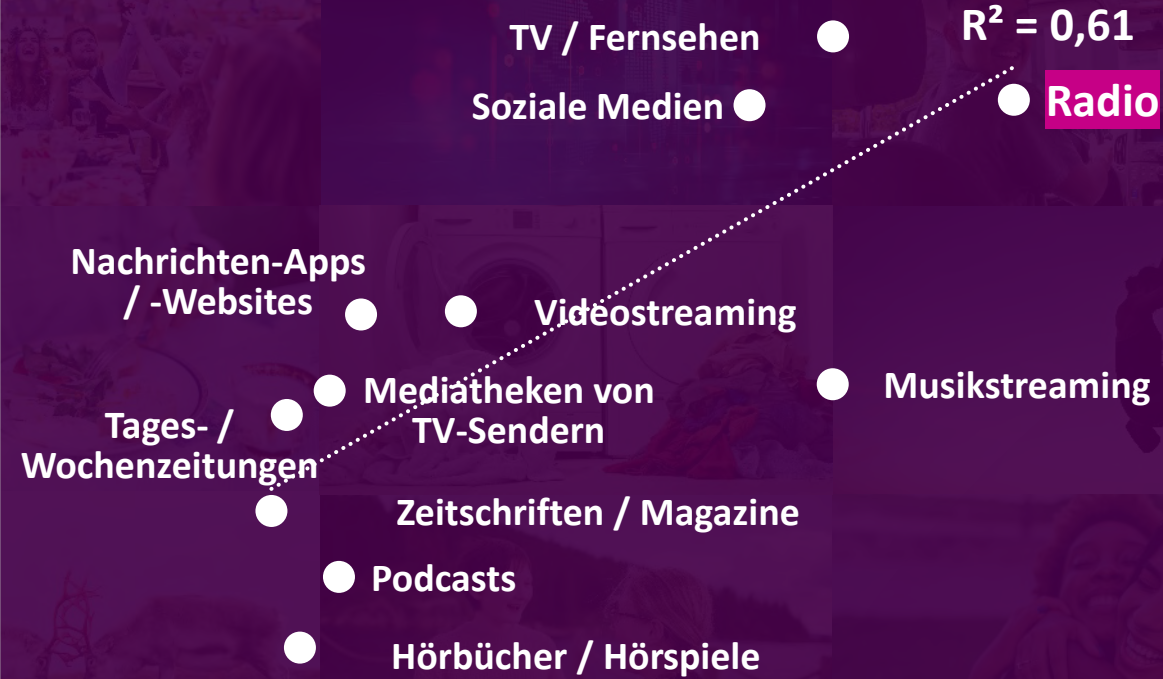 TV / Fernsehen
R² = 0,61
Soziale Medien
Radio
Nachrichten-Apps
/ -Websites
Videostreaming
Mediatheken von
TV-Sendern
Musikstreaming
Tages- /
Wochenzeitungen
Zeitschriften / Magazine
Podcasts
Hörbücher / Hörspiele